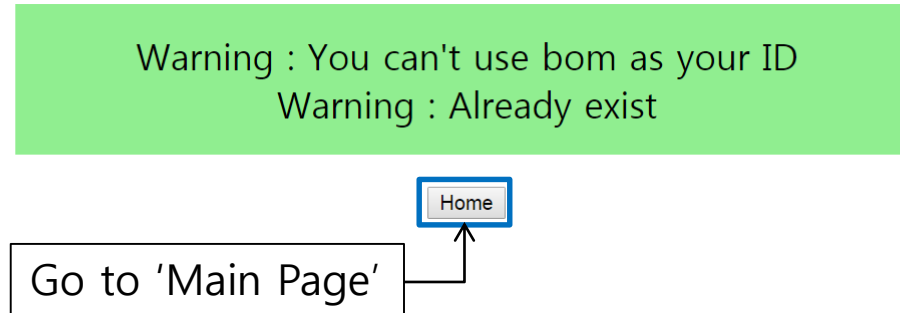 Warning : You can't use bom as your ID
Warning : Already exist
Home
Go to ‘Main Page’